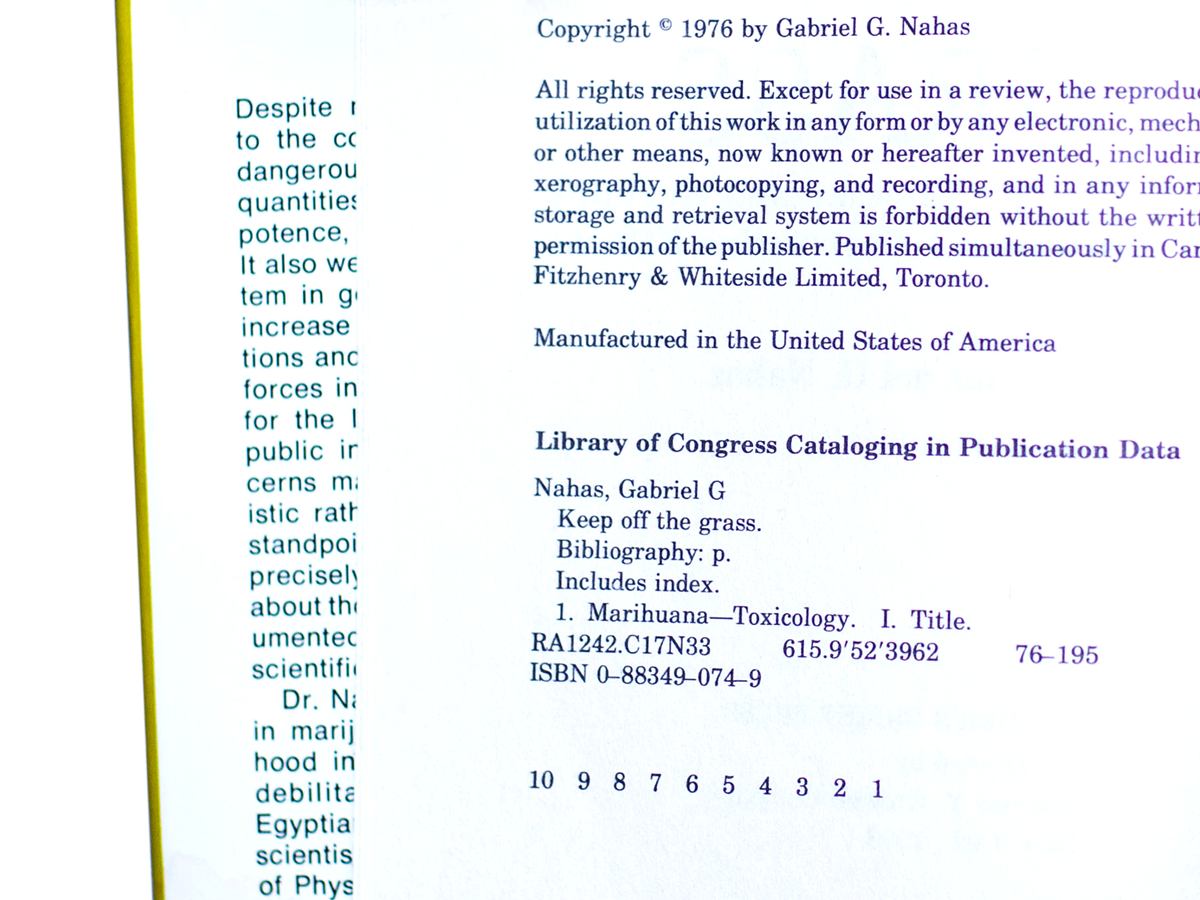 Despite
to the
dangerou
quantities
potence,
It also we
tem in
increase
tions and
forces in
for the
public in
cerns
istic rath
standpoi
precisely
about the
umented
scientifi
Dr.
in marij
hood in
debilita
Egyptia
scientis
of Phys
Copyright © 1976 by Gabriel G. Nahas
All rights reserved. Except for use in a review, the reprodu
utilization of this work in any form or by any electronic, mech
or other means, now known or hereafter invented, includin
xerography, photocopying, and recording, and in any infor
storage and retrieval system is forbidden without the writt
permission of the publisher. Published simultaneously in Can
Fitzhenry & Whiteside Limited, Toronto.
Manufactured in the United States of America
Library of Congress Cataloging in Publication Data
Nahas, Gabriel G
Keep off the grass.
Bibliography: p.
Includes index.
1. Marihuana—Toxicology. I. Title.
RA1242.C17N33 615.9'52'3962 76–195
ISBN 0–88349–074–9
10 9 8 7 6 5 4 3 2 1